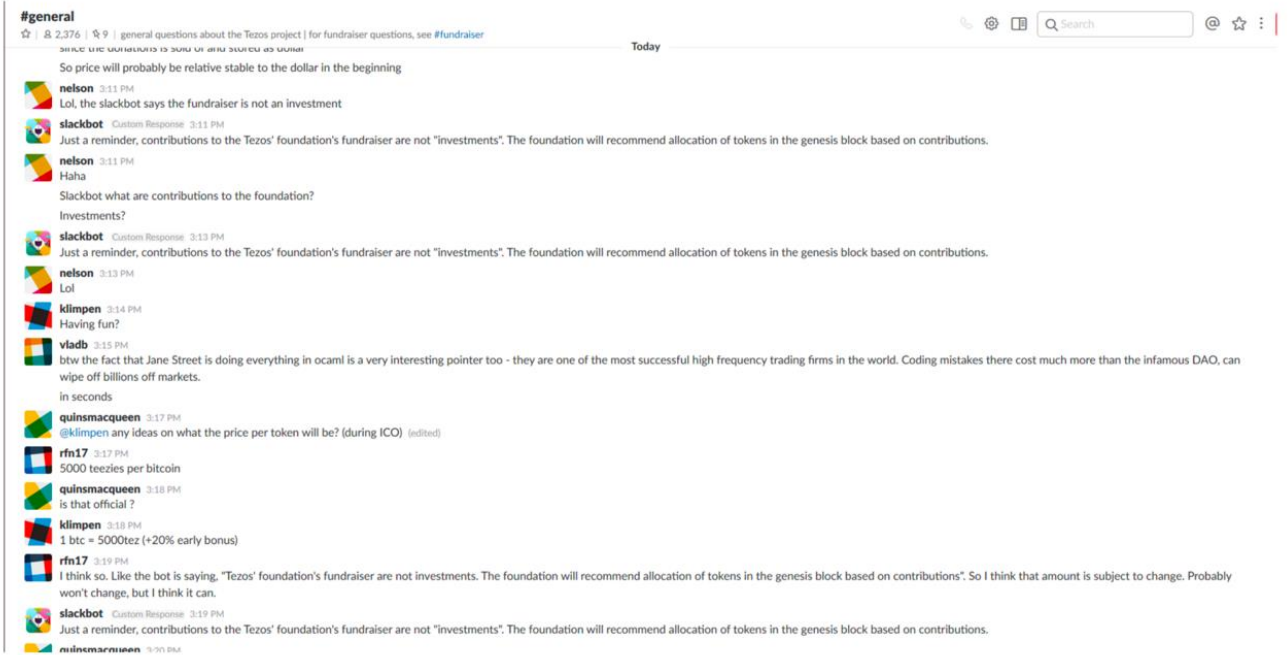 #general
2,376 | 9 | general questions about the Tezos project | for fundraiser questions, see #fundraiser
Search
Today
since the donations is sold of and stored as dollar
So price will probably be relative stable to the dollar in the beginning
nelson 3:11 PM
Lol, the slackbot says the fundraiser is not an investment
slackbot Custom Response 3:11 PM
Just a reminder, contributions to the Tezos' foundation's fundraiser are not "investments". The foundation will recommend allocation of tokens in the genesis block based on contributions.
nelson 3:11 PM
Haha
Slackbot what are contributions to the foundation?
Investments?
slackbot Custom Response 3:13 PM
Just a reminder, contributions to the Tezos' foundation's fundraiser are not "investments". The foundation will recommend allocation of tokens in the genesis block based on contributions.
nelson 3:13 PM
Lol
klimpen 3:14 PM
Having fun?
vladb 3:15 PM
btw the fact that Jane Street is doing everything in ocaml is a very interesting pointer too - they are one of the most successful high frequency trading firms in the world. Coding mistakes there cost much more than the infamous DAO, can
wipe off billions off markets.
in seconds
quinsmacqueen 3:17 PM
@klimpen any ideas on what the price per token will be? (during ICO) (edited)
rfn17 3:17 PM
5000 teezies per bitcoin
quinsmacqueen 3:18 PM
is that official ?
klimpen 3:18 PM
1 btc = 5000tez (+20% early bonus)
rfn17 3:19 PM
I think so. Like the bot is saying, "Tezos' foundation's fundraiser are not investments. The foundation will recommend allocation of tokens in the genesis block based on contributions". So I think that amount is subject to change. Probably
won't change, but I think it can.
slackbot Custom Response 3:19 PM
Just a reminder, contributions to the Tezos' foundation's fundraiser are not "investments". The foundation will recommend allocation of tokens in the genesis block based on contributions.
quinsmacqueen 3:20 PM